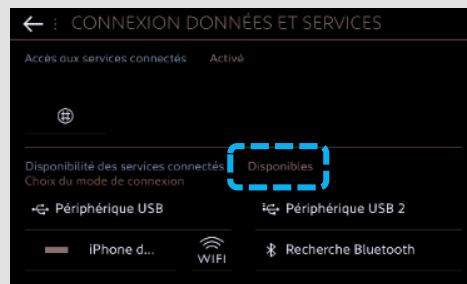 CONNEXION DONNÉES ET SERVICES
Accès aux services connectés Activé
Disponibilité des services connectés Disponibles
Choix du mode de connexion
Périphérique USB Périphérique USB 2
iPhone d... WIFI Recherche Bluetooth